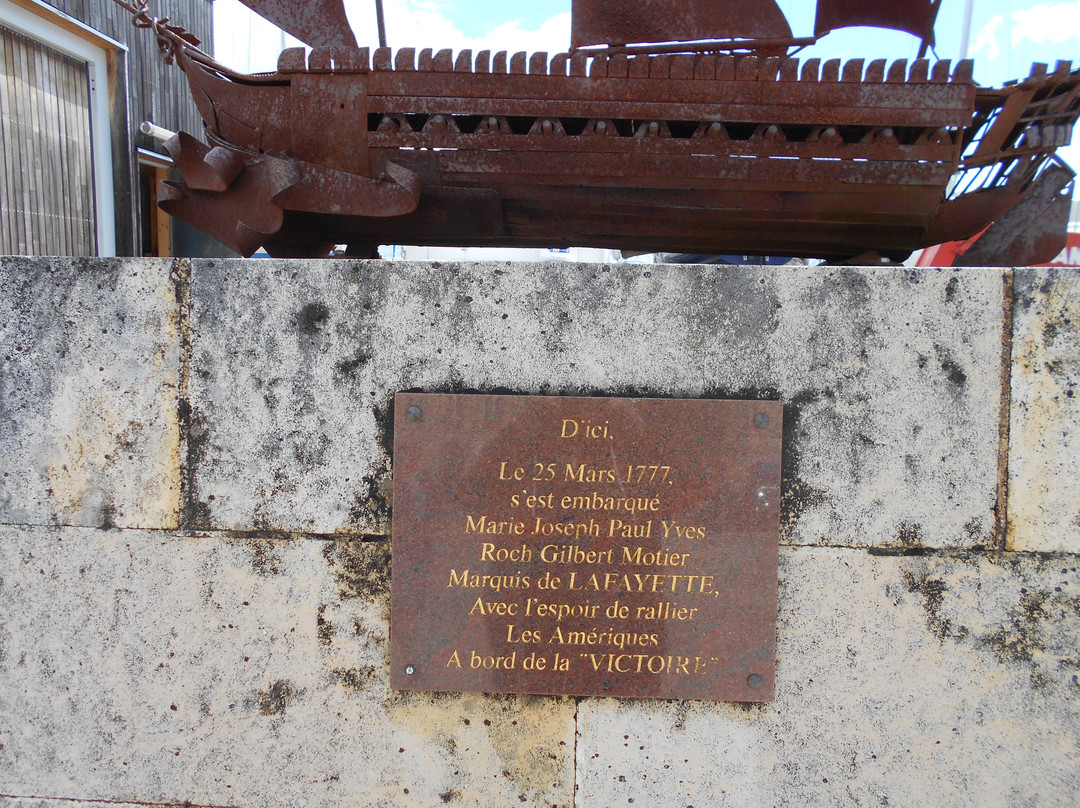 D'ici,
Le 25 Mars 1777,
s'est embarqué
Marie Joseph Paul Yves
Roch Gilbert Motier
Marquis de LAFAYETTE,
Avec l'espoir de rallier
Les Amériques
A bord de la "VICTOIRE"